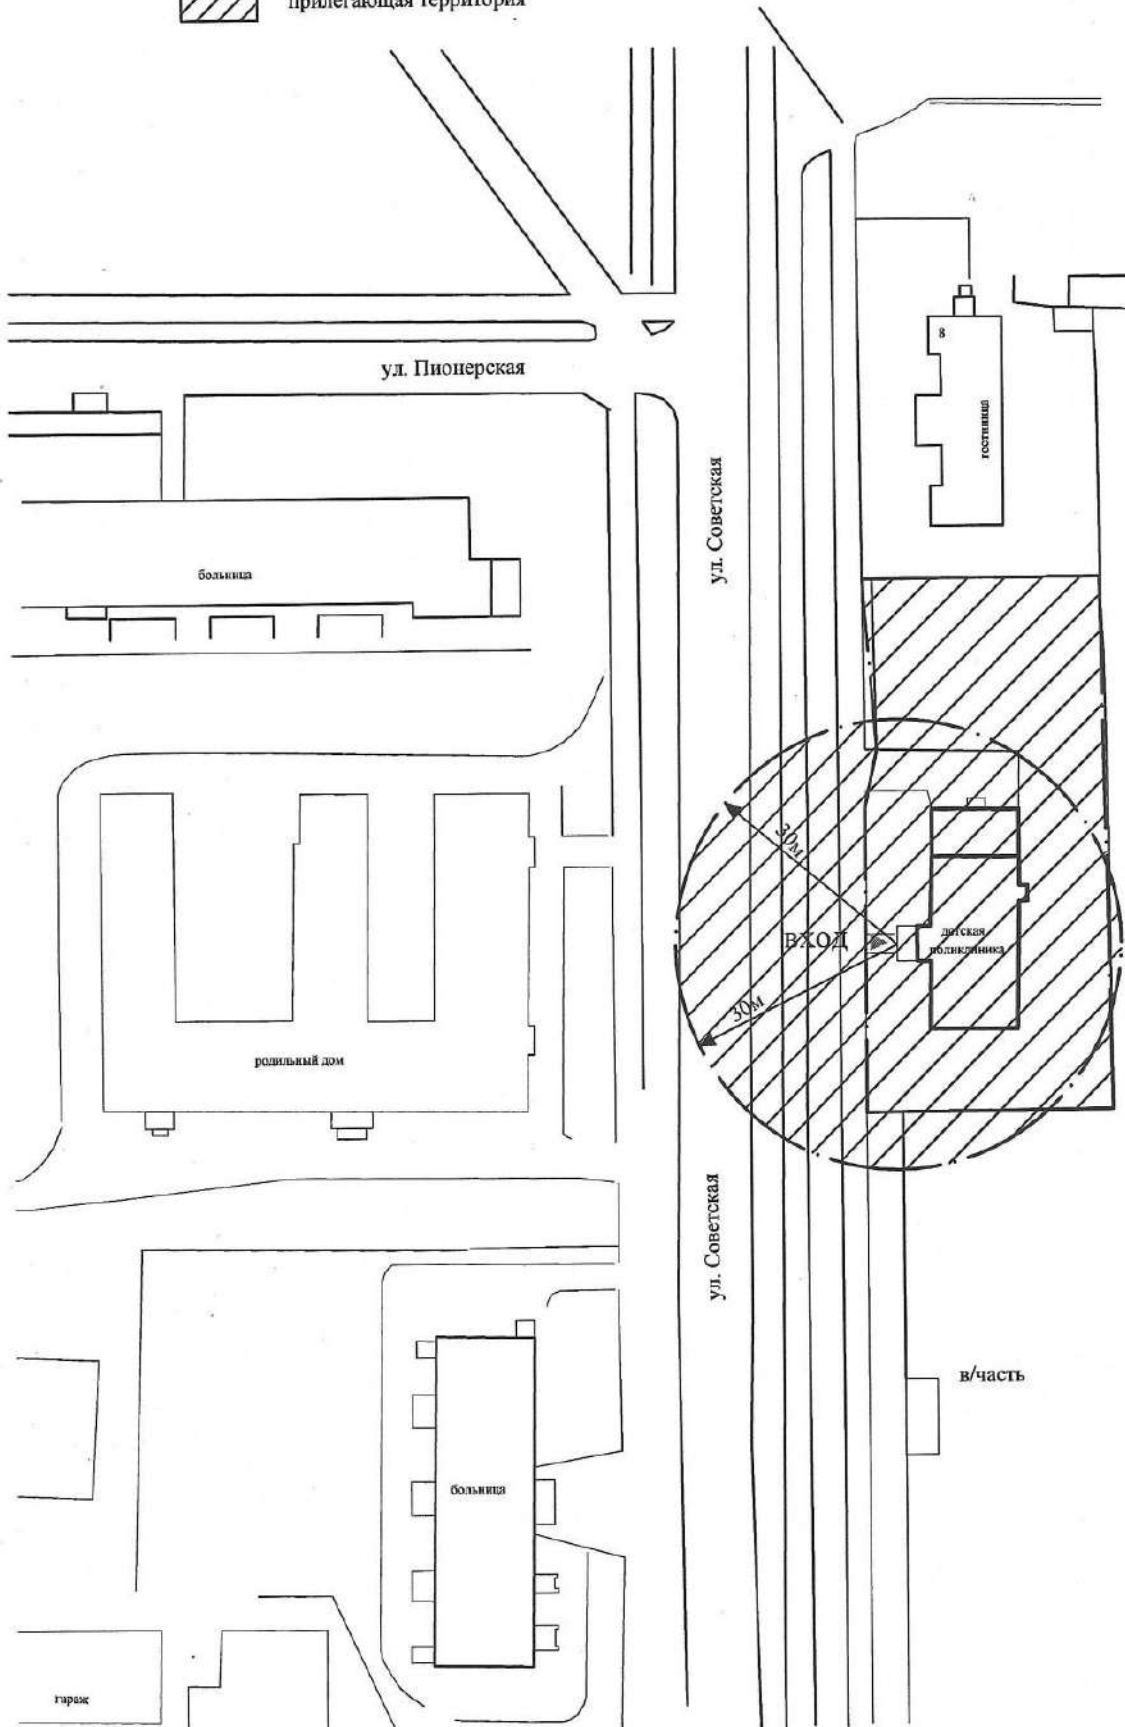 прилегающая территория
ул. Пионерская
8
гостиница
ул. Советская
больница
30м
ВХОД
детская
поликлиника
30м
родильный дом
ул. Советская
в/часть
больница
гараж